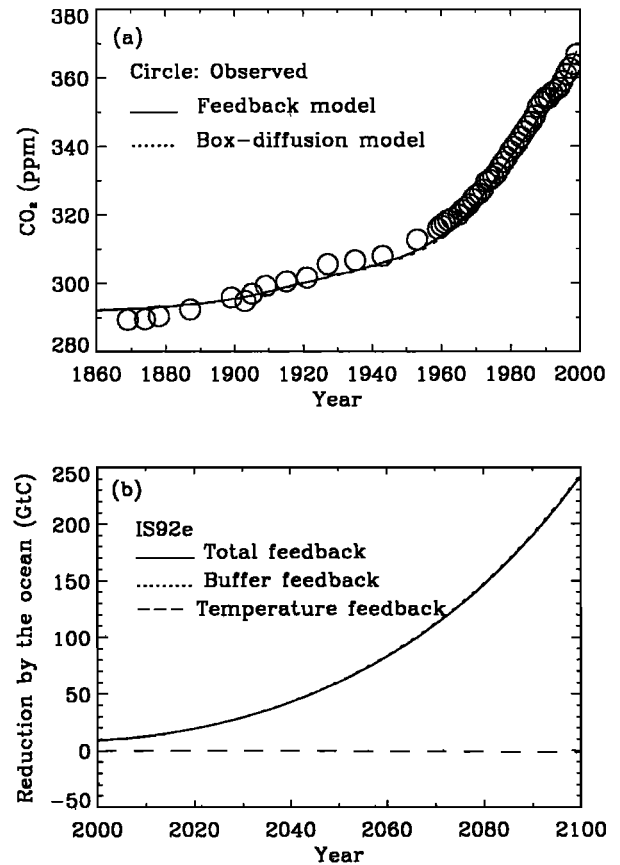 (a)
Circle: Observed
Feedback model
Box-diffusion model
CO₂ (ppm)
380
360
340
320
300
280
1860 1880 1900 1920 1940 1960 1980 2000
Year
(b)
IS92e
Total feedback
Buffer feedback
Temperature feedback
Reduction by the ocean (GtC)
250
200
150
100
50
0
-50
2000 2020 2040 2060 2080 2100
Year